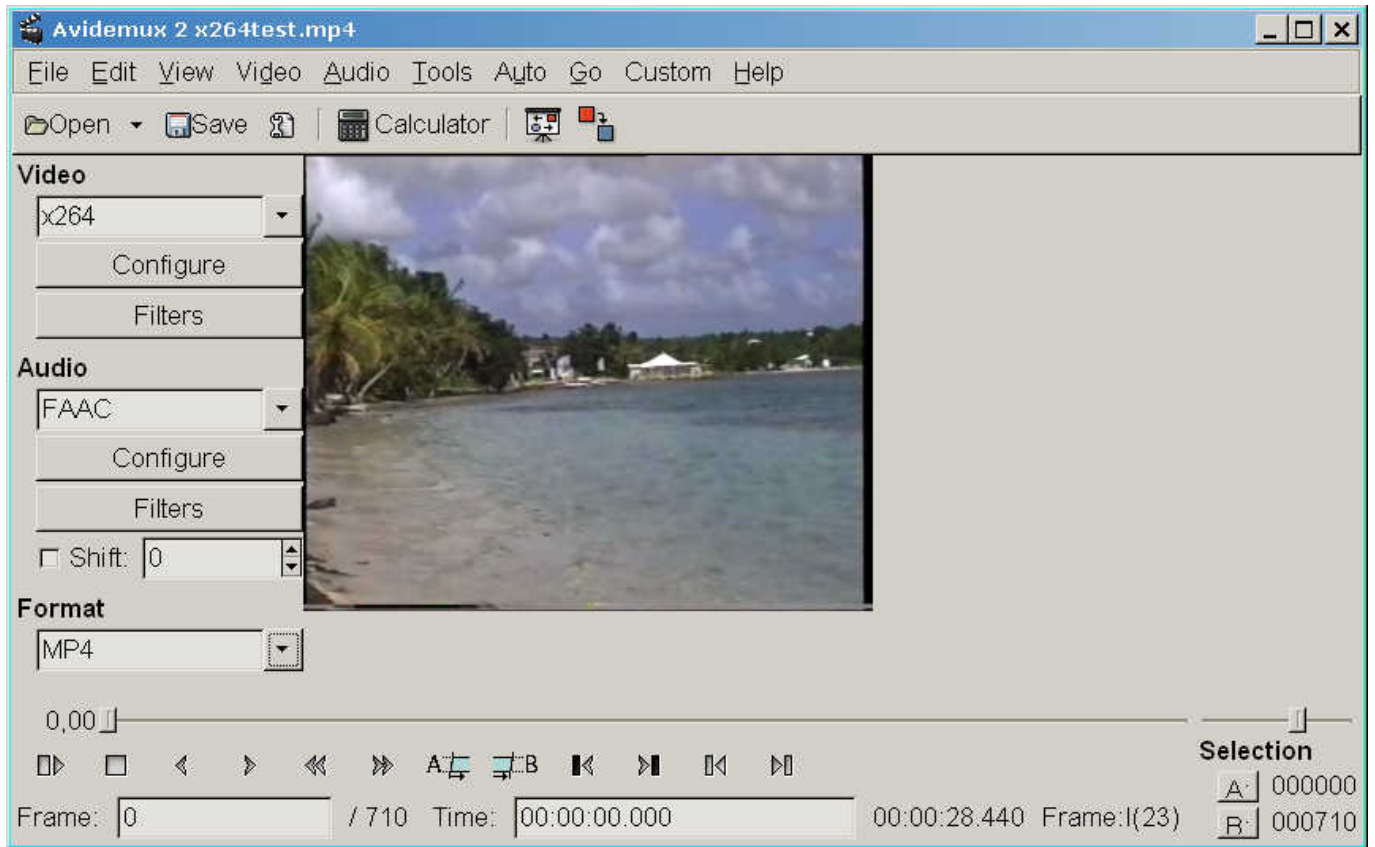 Avidemux 2 x264test.mp4
File Edit View Video Audio Tools Auto Go Custom Help
Open Save Calculator
Video
x264
Configure
Filters
Audio
FAAC
Configure
Filters
Shift: 0
Format
MP4
0,00
A B
Selection
A: 000000
Frame: 0 / 710 Time: 00:00:00.000 00:00:28.440 Frame:I(23)
B: 000710